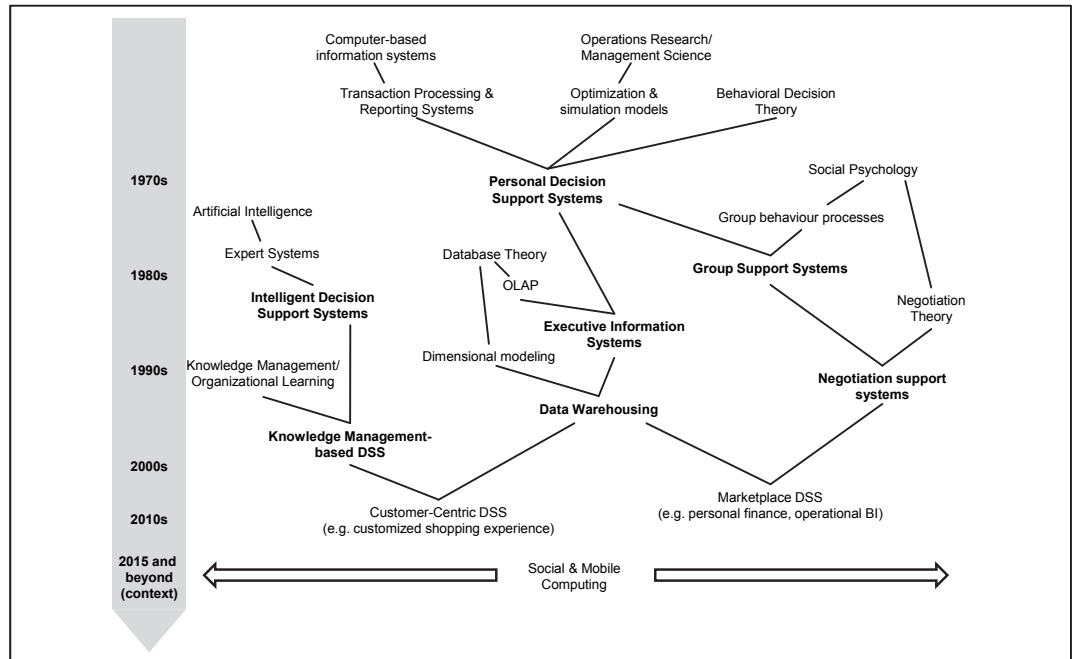 Computer-based
information systems
Operations Research/
Management Science
Transaction Processing &
Reporting Systems
Optimization &
simulation models
Behavioral Decision
Theory
1970s
Personal Decision
Support Systems
Social Psychology
Artificial Intelligence
Group behaviour processes
Expert Systems
Database Theory
1980s
Group Support Systems
OLAP
Intelligent Decision
Support Systems
Negotiation
Theory
Executive Information
Systems
Dimensional modeling
1990s
Knowledge Management/
Organizational Learning
Negotiation support
systems
Data Warehousing
Knowledge Management-
based DSS
2000s
Marketplace DSS
(e.g. personal finance, operational BI)
Customer-Centric DSS
(e.g. customized shopping experience)
2010s
2015 and
beyond
(context)
Social & Mobile
Computing